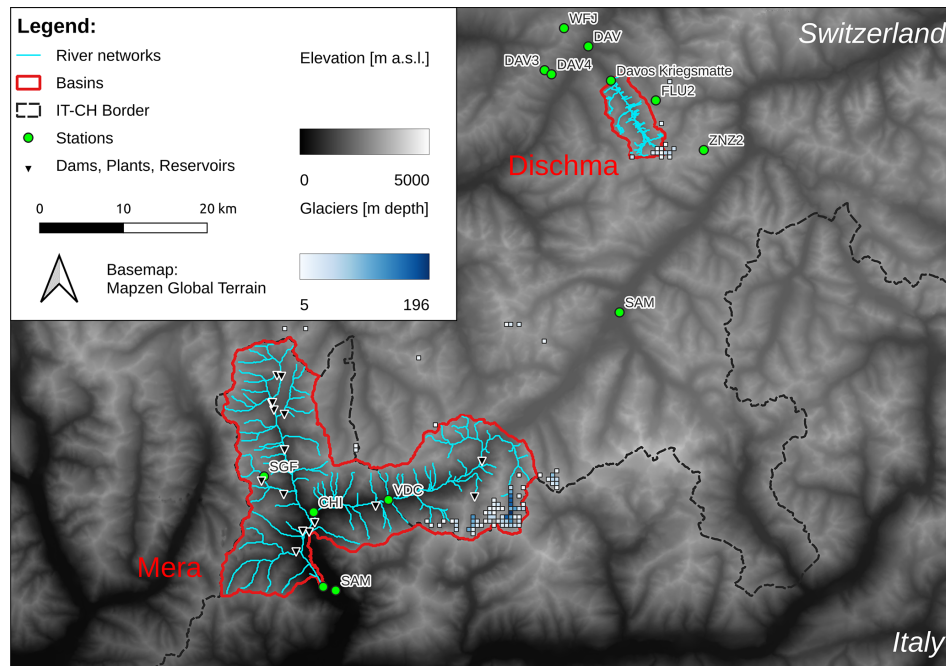 Legend:
River networks
Basins
IT-CH Border
Stations
Dams, Plants, Reservoirs
0 10 20 km
Basemap:
Mapzen Global Terrain
Elevation [m a.s.l.]
0 5000
Glaciers [m depth]
5 196
WFJ
Switzerland
DAV
DAV3
DAV4
Davos Kriegsmatte
FLU2
ZNZ2
Dischma
SAM
SGF
VDC
CHI
Mera
SAM
Italy